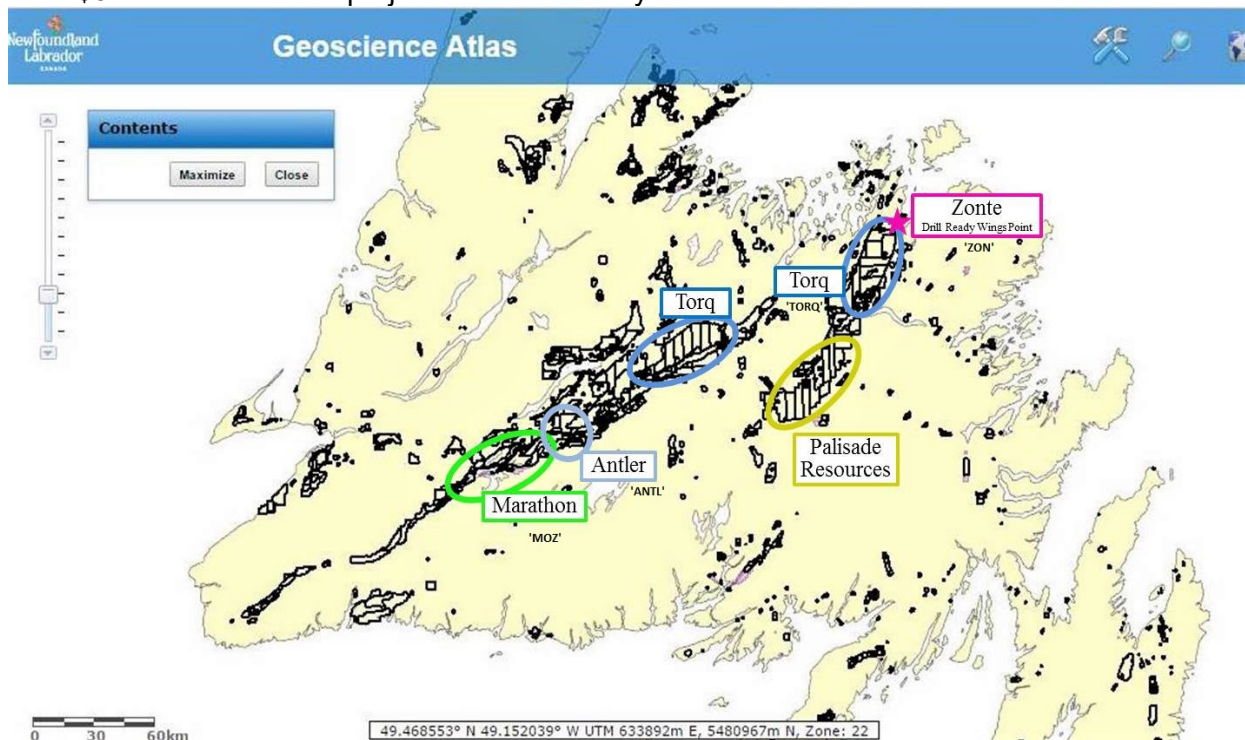 Newfoundland
Labrador
CANADA
Geoscience Atlas
Contents
Maximize
Close
Zonte
Drill Ready Wings Point
'ZON'
Torq
'TORQ'
Torq
Antler
'ANTL'
Palisade
Resources
Marathon
'MOZ'
0 30 60km
49.468553° N 49.152039° W UTM 633892m E, 5480967m N, Zone: 22